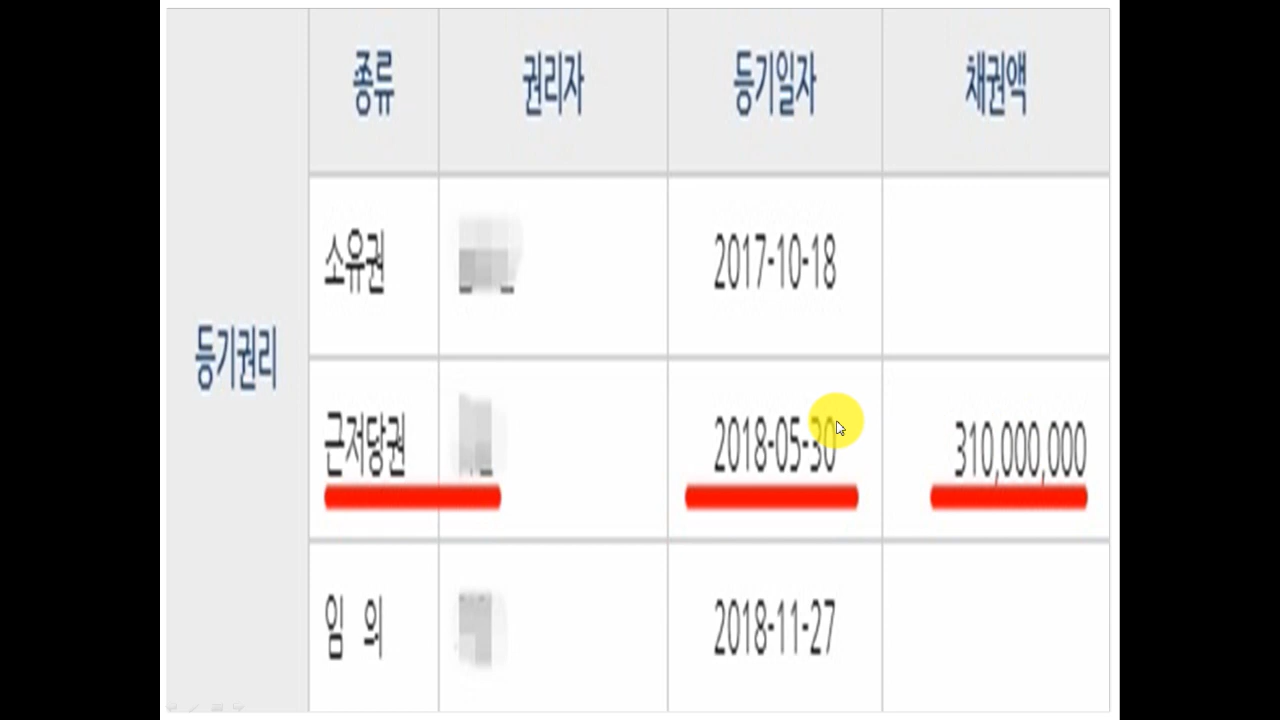 종류 권리자 등기일자 채권액
소유권 2017-10-18
등기권리
근저당권 2018-05-30 310,000,000
임 의 2018-11-27